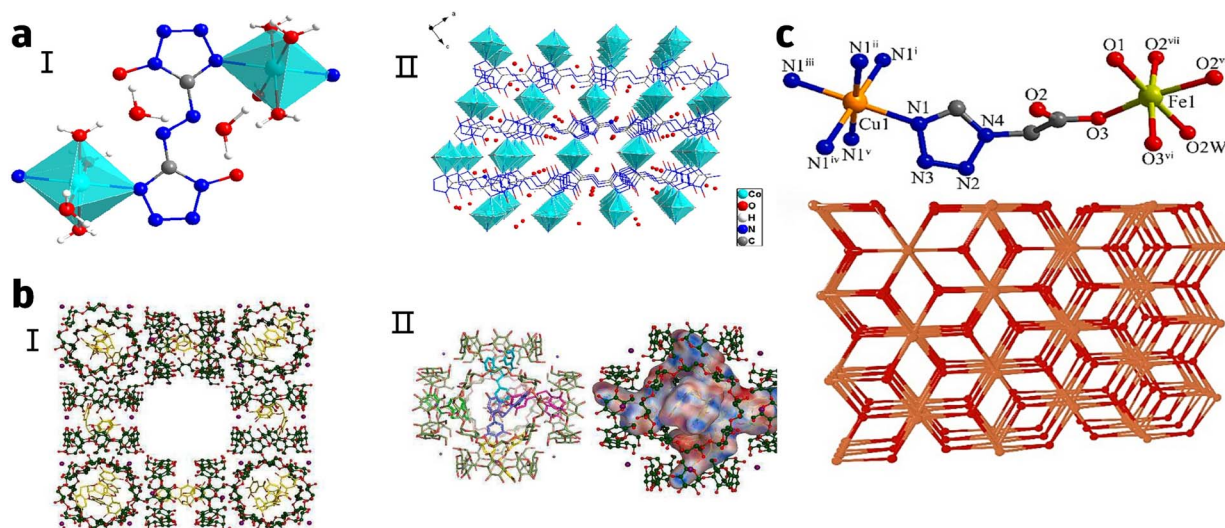 a
I
II
a
c
Co
O
H
N
C
b
I
II
c
N1ⁱⁱⁱ
N1ⁱⁱ
N1ⁱ
Cu1
N1ⁱᵛ
N1ᵛ
N1
N4
N3
N2
O2
O3
O1
O2ᵛⁱⁱ
Fe1
O3ᵛⁱ
O2W